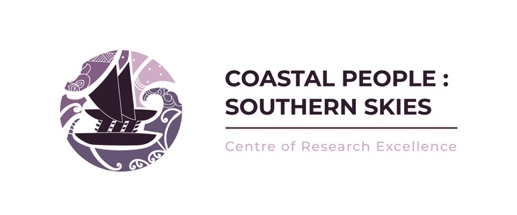 COASTAL PEOPLE :
SOUTHERN SKIES
Centre of Research Excellence